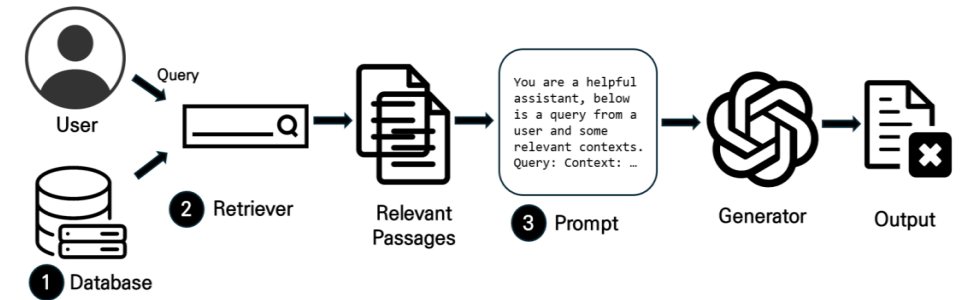 Query
User
You are a helpful
assistant, below
is a query from a
user and some
relevant contexts.
Query: Context: …
2 Retriever
Relevant
Passages
3 Prompt
Generator
Output
1 Database